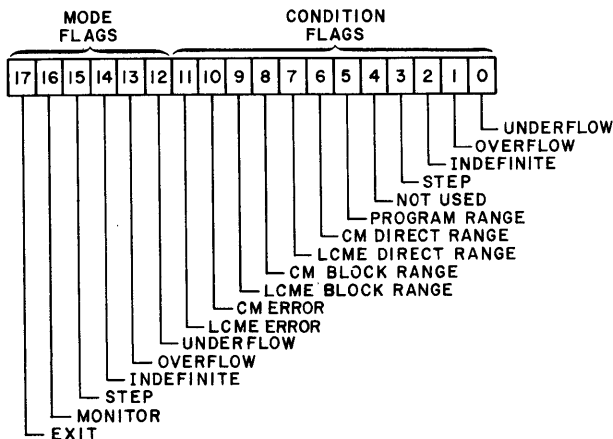 MODE FLAGS
CONDITION FLAGS
17 16 15 14 13 12 11 10 9 8 7 6 5 4 3 2 1 0
UNDERFLOW
OVERFLOW
INDEFINITE
STEP
NOT USED
PROGRAM RANGE
CM DIRECT RANGE
LCME DIRECT RANGE
CM BLOCK RANGE
LCME BLOCK RANGE
CM ERROR
LCME ERROR
UNDERFLOW
OVERFLOW
INDEFINITE
STEP
MONITOR
EXIT